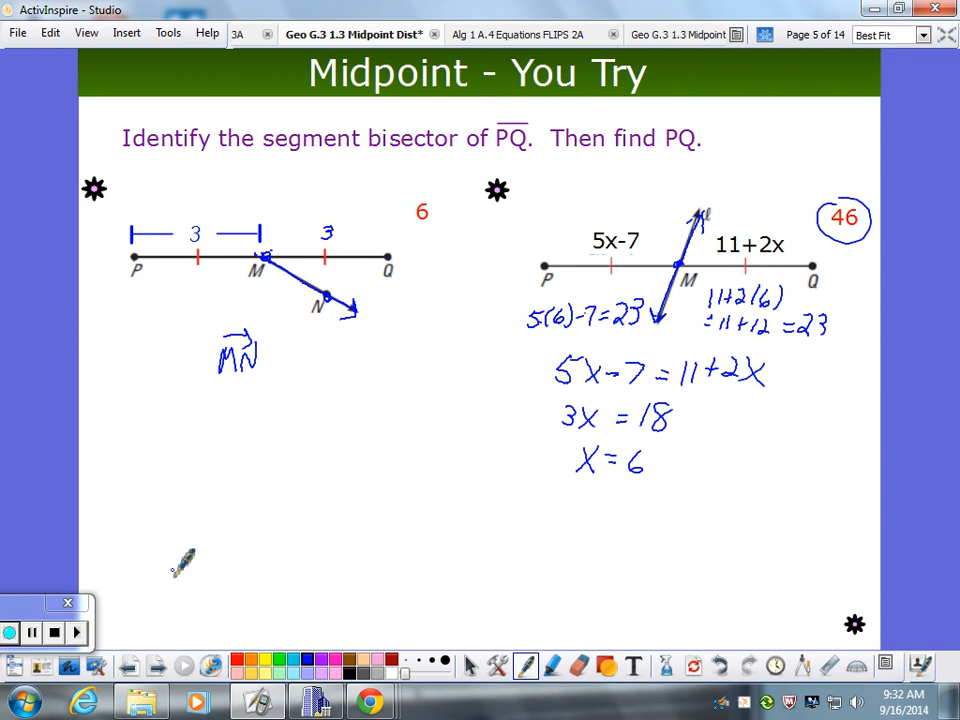 ActivInspire - Studio
File Edit View Insert Tools Help
3A
Geo G.3 1.3 Midpoint Dist*
Alg 1 A.4 Equations FLIPS 2A
Geo G.3 1.3 Midpoint
Page 5 of 14
Best Fit
Midpoint - You Try
Identify the segment bisector of PQ. Then find PQ.
6
3 3
P M Q
N
MN
46
l
5x-7 11+2x
P M Q
5(6)-7=23
11+2(6)
=11+12 =23
5x-7=11+2x
3x = 18
x = 6
9:32 AM
9/16/2014